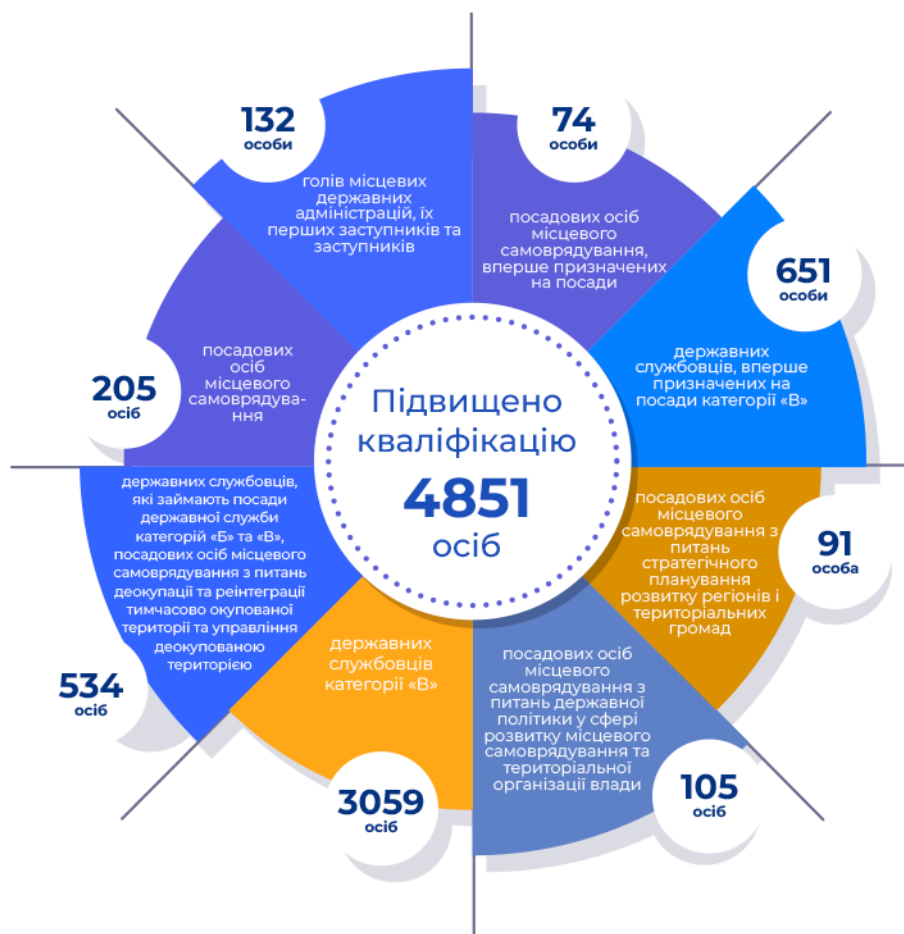 Підвищено
кваліфікацію
4851
осіб
74
особи
посадових осіб
місцевого
самоврядування,
вперше призначених
на посади
651
особи
державних
службовців, вперше
призначених на
посади категорії «В»
91
особа
посадових осіб
місцевого
самоврядування з
питань
стратегічного
планування
розвитку регіонів і
територіальних
громад
105
осіб
посадових осіб
місцевого
самоврядування з
питань державної
політики у сфері
розвитку місцевого
самоврядування та
територіальної
організації влади
3059
осіб
державних
службовців
категорії «В»
534
осіб
державних службовців,
які займають посади
державної служби
категорій «Б» та «В»,
посадових осіб місцевого
самоврядування з питань
деокупації та реінтеграції
тимчасово окупованої
території та управління
деокупованою
територією
205
осіб
посадових
осіб
місцевого
самоврядува-
ння
132
особи
голів місцевих
державних
адміністрацій, їх
перших заступників та
заступників